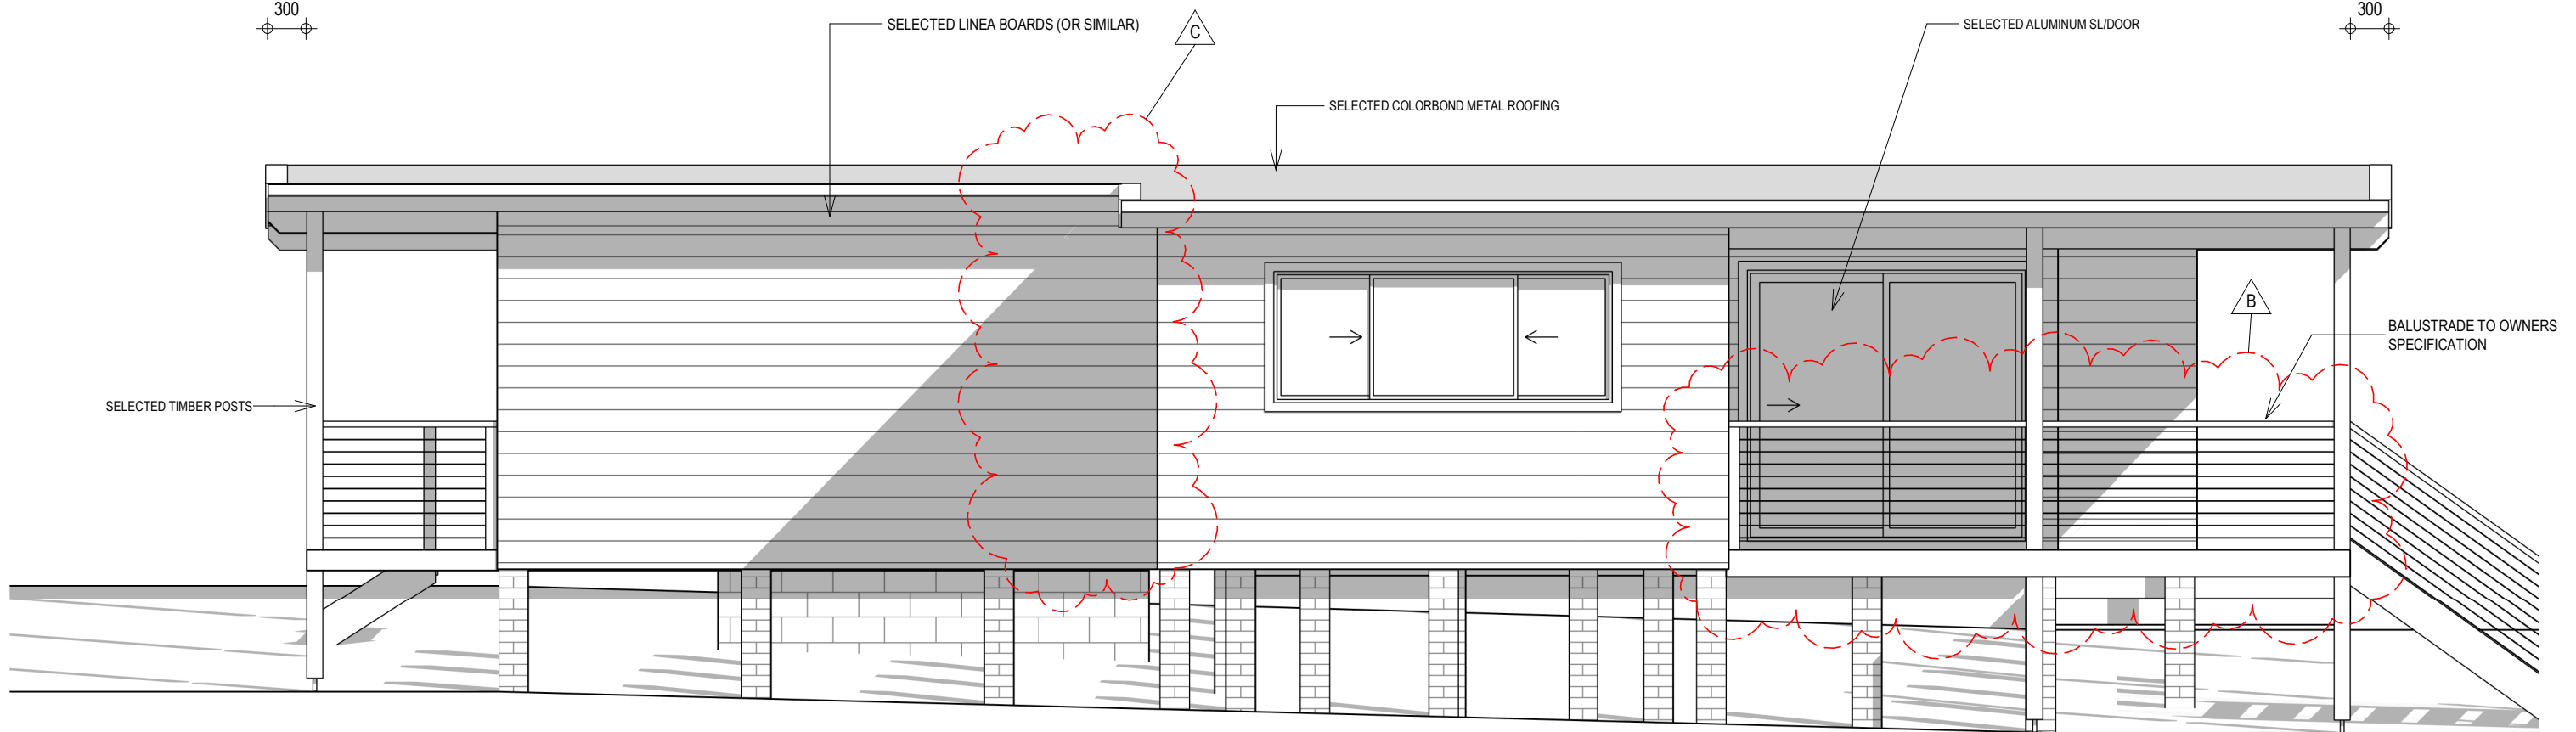 300
300
SELECTED LINEA BOARDS (OR SIMILAR)
C
SELECTED ALUMINUM SL/DOOR
SELECTED COLORBOND METAL ROOFING
B
BALUSTRADE TO OWNERS
SPECIFICATION
SELECTED TIMBER POSTS